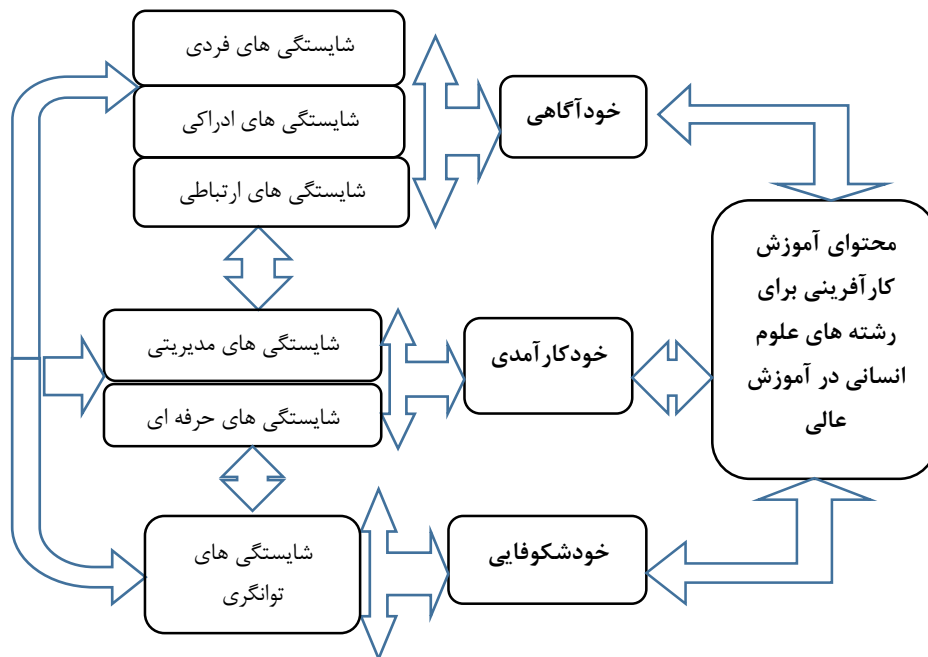 شایستگی های فردی
شایستگی های ادراکی
شایستگی های ارتباطی
خودآگاهی
محتوای آموزش
کارآفرینی برای
رشته های علوم
انسانی در آموزش
عالی
شایستگی های مدیریتی
شایستگی های حرفه ای
خودکارآمدی
شایستگی های
توانگری
خودشکوفایی